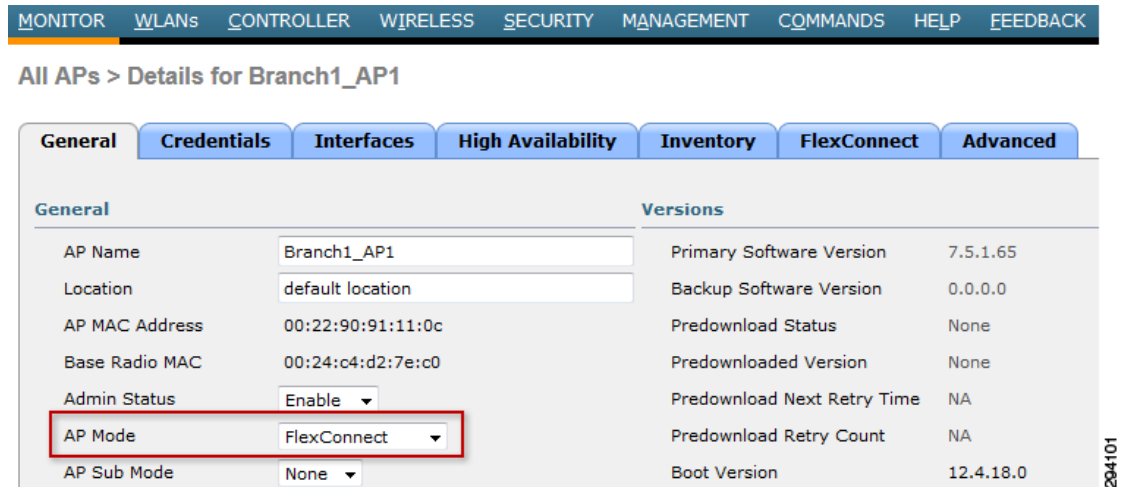 MONITOR WLANs CONTROLLER WIRELESS SECURITY MANAGEMENT COMMANDS HELP FEEDBACK
All APs > Details for Branch1_AP1
General Credentials Interfaces High Availability Inventory FlexConnect Advanced
General
AP Name Branch1_AP1
Location default location
AP MAC Address 00:22:90:91:11:0c
Base Radio MAC 00:24:c4:d2:7e:c0
Admin Status Enable
AP Mode FlexConnect
AP Sub Mode None
Versions
Primary Software Version 7.5.1.65
Backup Software Version 0.0.0.0
Predownload Status None
Predownloaded Version None
Predownload Next Retry Time NA
Predownload Retry Count NA
Boot Version 12.4.18.0
294101